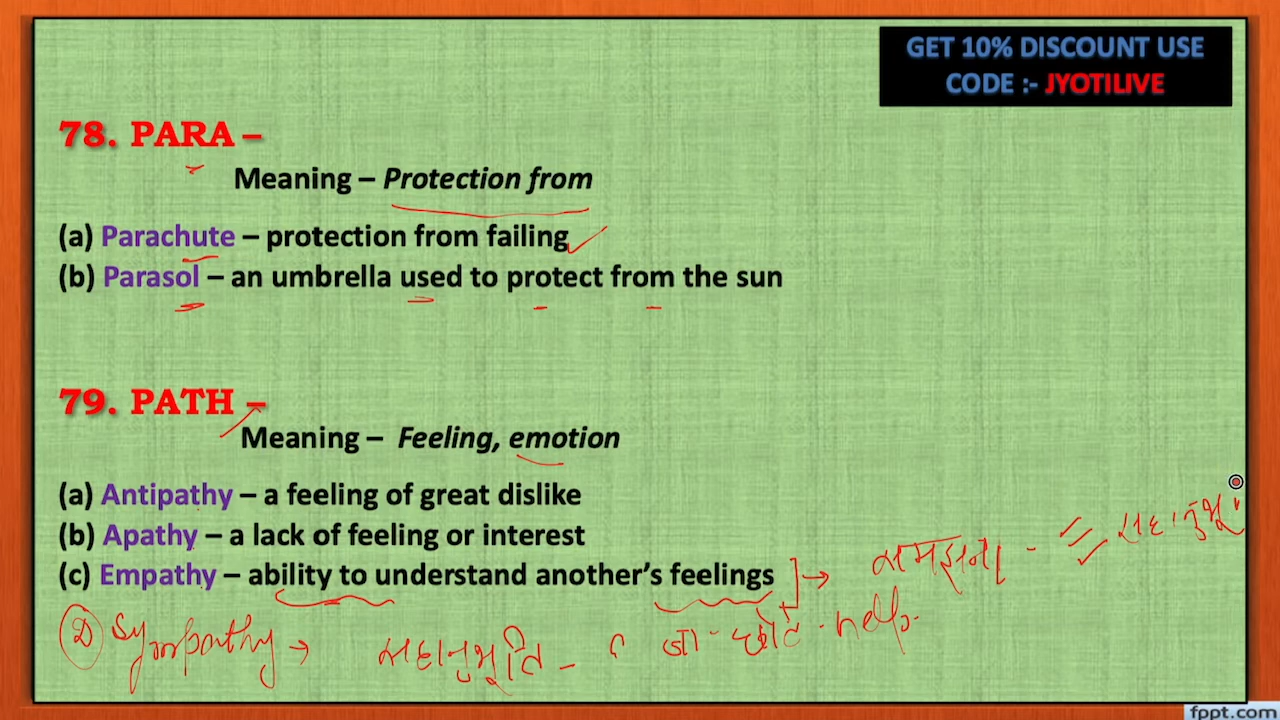 GET 10% DISCOUNT USE
CODE :- JYOTILIVE
78. PARA –
Meaning – Protection from
(a) Parachute – protection from failing
(b) Parasol – an umbrella used to protect from the sun
79. PATH –
Meaning – Feeling, emotion
(a) Antipathy – a feeling of great dislike
(b) Apathy – a lack of feeling or interest
(c) Empathy – ability to understand another's feelings → समझना -
(D) Sympathy → सहानुभूति - help.
fppt.com